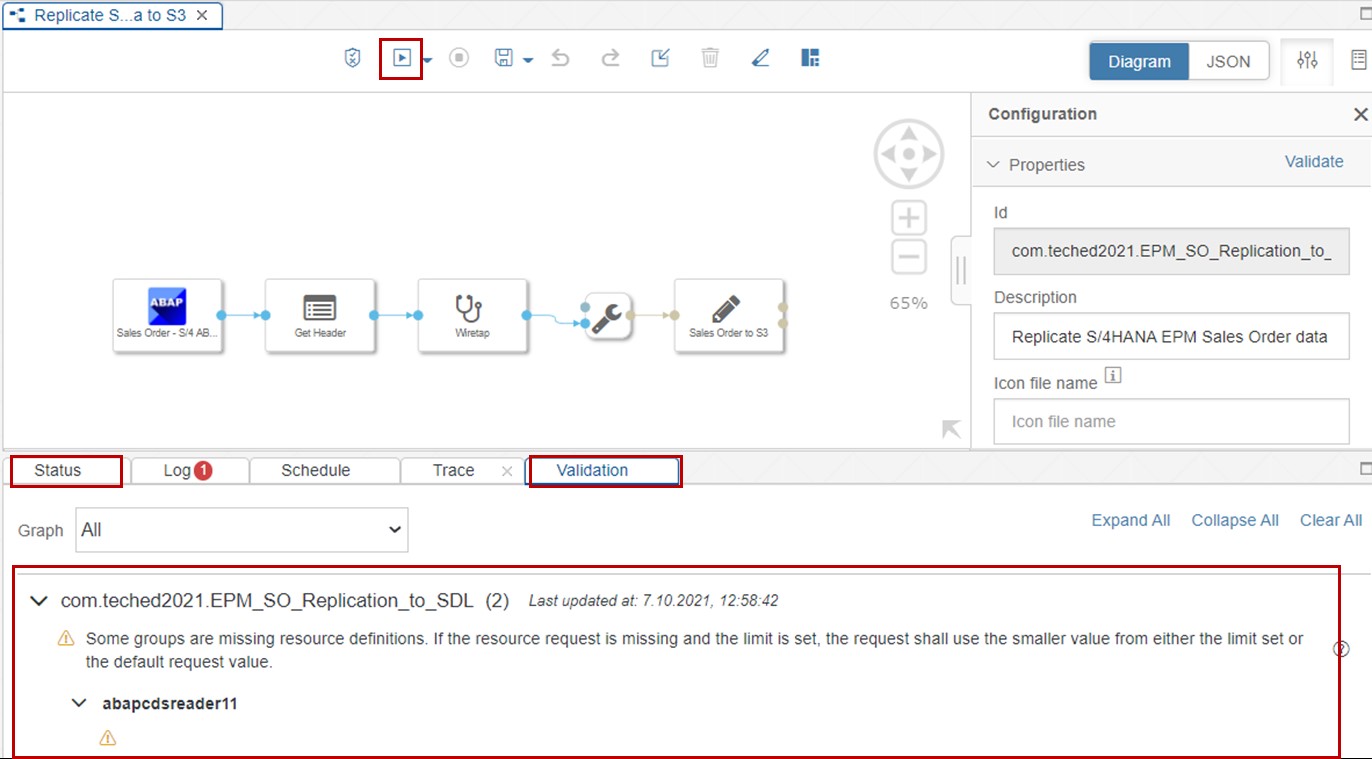 Replicate S...a to S3
Diagram
JSON
Configuration
Properties
Validate
Id
com.teched2021.EPM_SO_Replication_to_
Description
Replicate S/4HANA EPM Sales Order data
Icon file name
Icon file name
ABAP
Sales Order - S/4 AB...
Get Header
Wiretap
Sales Order to S3
65%
Status
Log 1
Schedule
Trace
Validation
Graph
All
Expand All
Collapse All
Clear All
com.teched2021.EPM_SO_Replication_to_SDL (2) Last updated at: 7.10.2021, 12:58:42
Some groups are missing resource definitions. If the resource request is missing and the limit is set, the request shall use the smaller value from either the limit set or
the default request value.
abapcdsreader11